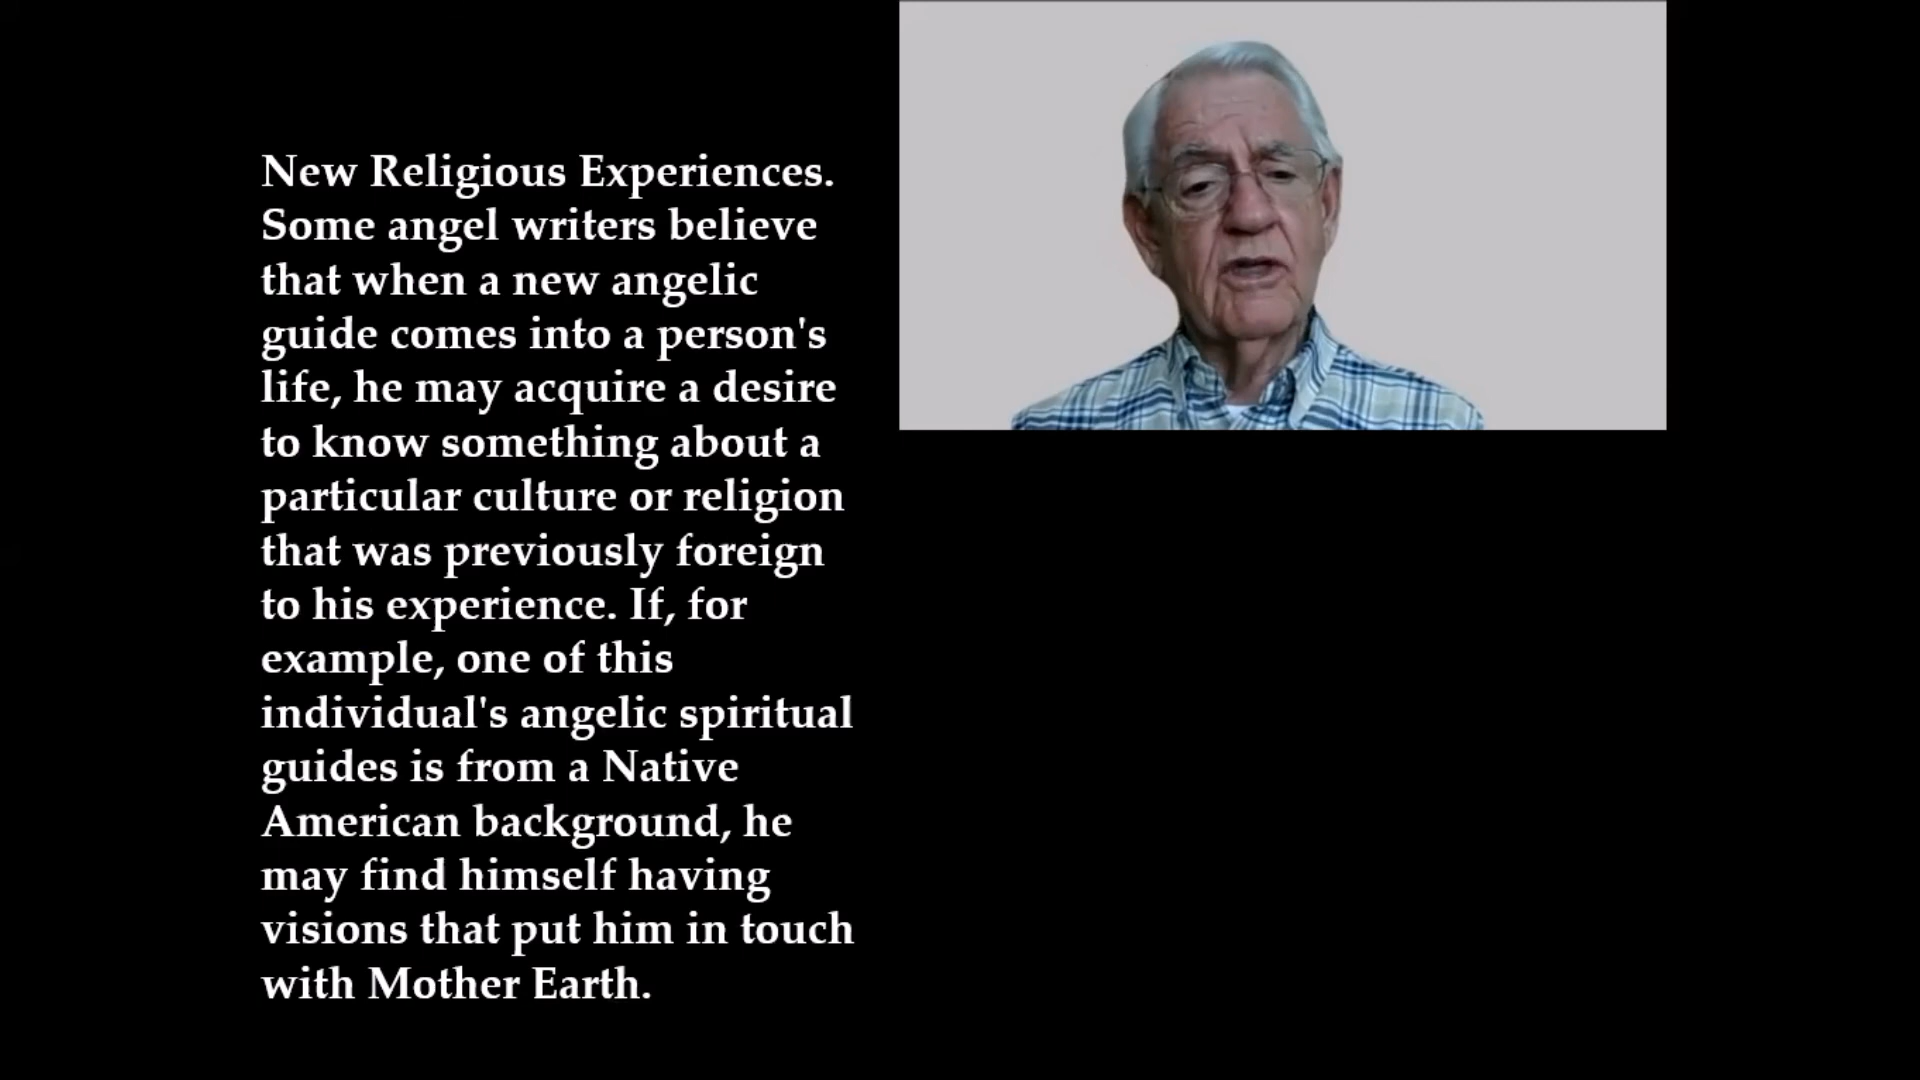 New Religious Experiences.
Some angel writers believe
that when a new angelic
guide comes into a person's
life, he may acquire a desire
to know something about a
particular culture or religion
that was previously foreign
to his experience. If, for
example, one of this
individual's angelic spiritual
guides is from a Native
American background, he
may find himself having
visions that put him in touch
with Mother Earth.